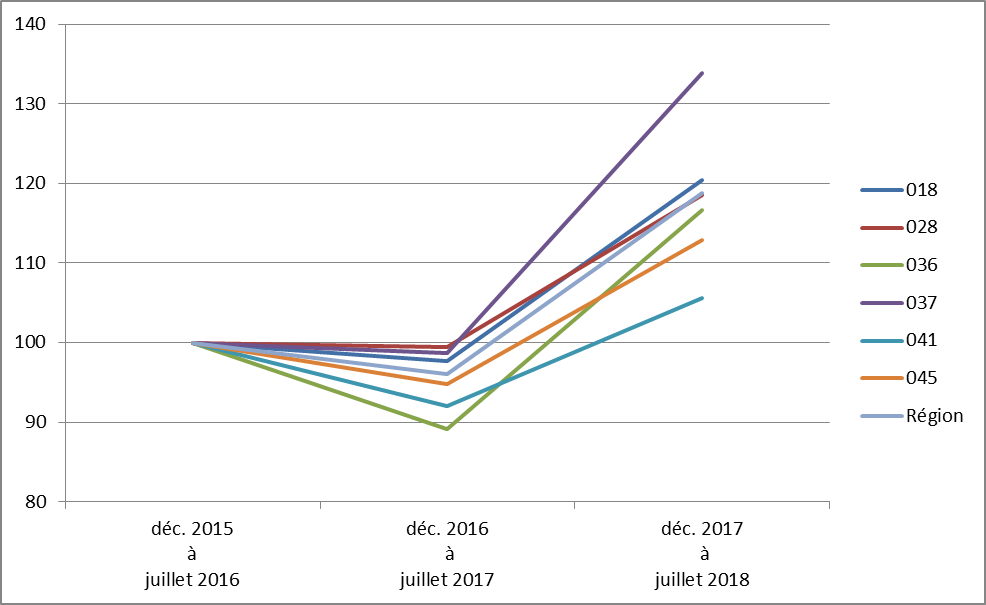 140
130
120
110
100
90
80
déc. 2015
à
juillet 2016
déc. 2016
à
juillet 2017
déc. 2017
à
juillet 2018
018
028
036
037
041
045
Région